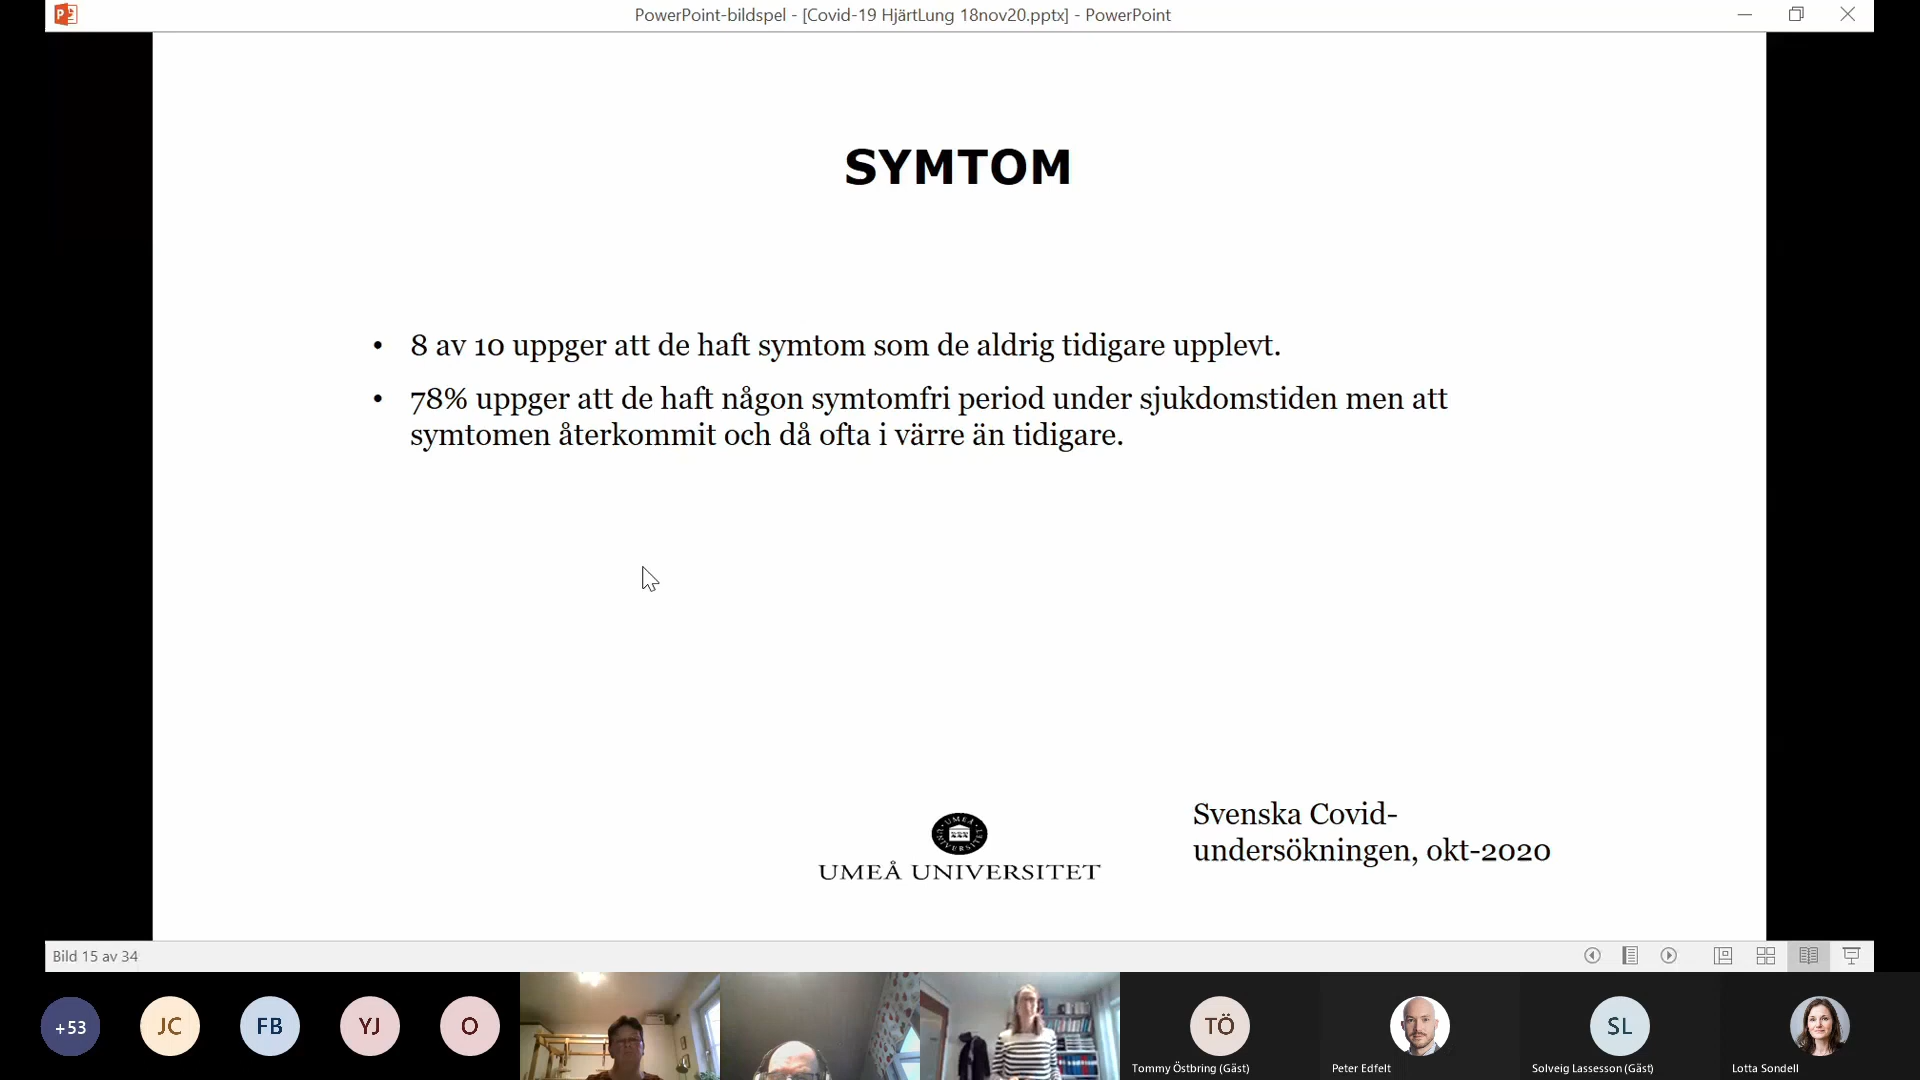 PowerPoint-bildspel - [Covid-19 HjärtLung 18nov20.pptx] - PowerPoint
SYMTOM
• 8 av 10 uppger att de haft symtom som de aldrig tidigare upplevt.
• 78% uppger att de haft någon symtomfri period under sjukdomstiden men att
symtomen återkommit och då ofta i värre än tidigare.
UMEÅ UNIVERSITET
Svenska Covid-
undersökningen, okt-2020
Bild 15 av 34
+53
JC
FB
YJ
O
TÖ
SL
Tommy Östbring (Gäst)
Peter Edfelt
Solveig Lassesson (Gäst)
Lotta Sondell